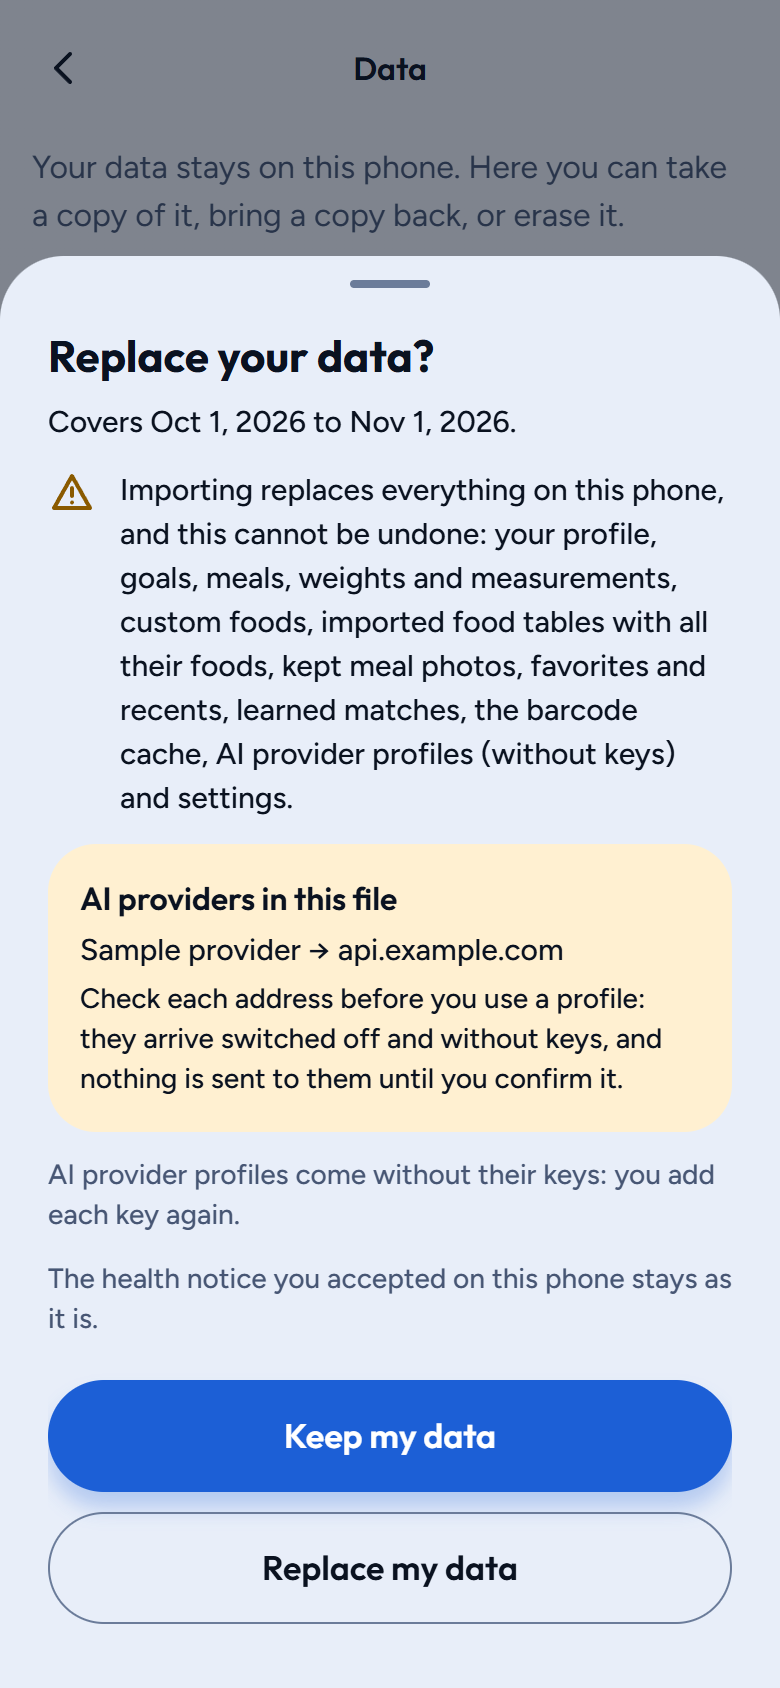 Data
Your data stays on this phone. Here you can take
a copy of it, bring a copy back, or erase it.
Replace your data?
Covers Oct 1, 2026 to Nov 1, 2026.
Importing replaces everything on this phone,
and this cannot be undone: your profile,
goals, meals, weights and measurements,
custom foods, imported food tables with all
their foods, kept meal photos, favorites and
recents, learned matches, the barcode
cache, AI provider profiles (without keys)
and settings.
AI providers in this file
Sample provider → api.example.com
Check each address before you use a profile:
they arrive switched off and without keys, and
nothing is sent to them until you confirm it.
AI provider profiles come without their keys: you add
each key again.
The health notice you accepted on this phone stays as
it is.
Keep my data
Replace my data